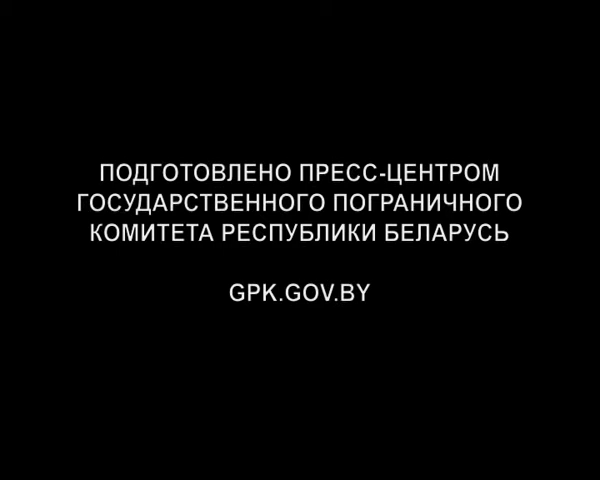 ПОДГОТОВЛЕНО ПРЕСС-ЦЕНТРОМ
ГОСУДАРСТВЕННОГО ПОГРАНИЧНОГО
КОМИТЕТА РЕСПУБЛИКИ БЕЛАРУСЬ
GPK.GOV.BY